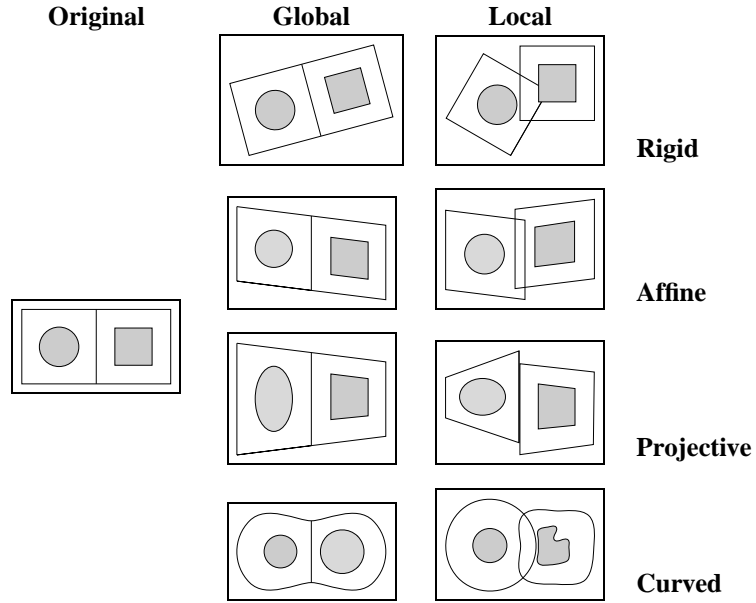 Original Global Local
Rigid
Affine
Projective
Curved